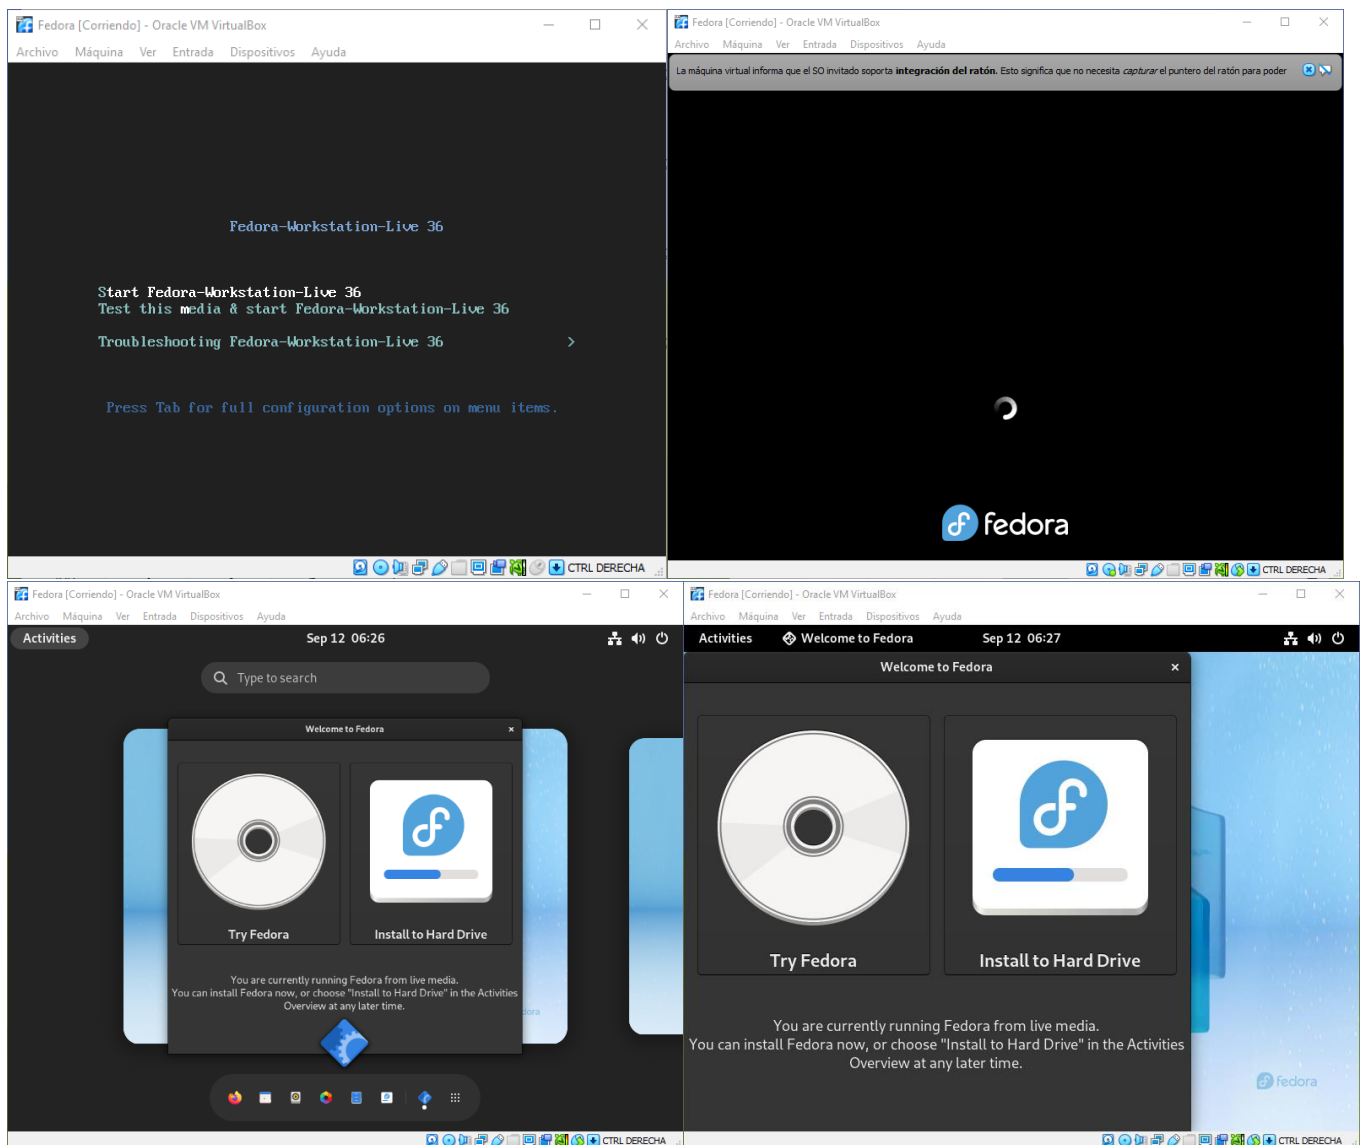 Fedora [Corriendo] - Oracle VM VirtualBox
Archivo Máquina Ver Entrada Dispositivos Ayuda
Fedora-Workstation-Live 36
Start Fedora-Workstation-Live 36
Test this media & start Fedora-Workstation-Live 36
Troubleshooting Fedora-Workstation-Live 36 >
Press Tab for full configuration options on menu items.
CTRL DERECHA
Fedora [Corriendo] - Oracle VM VirtualBox
Archivo Máquina Ver Entrada Dispositivos Ayuda
La máquina virtual informa que el SO invitado soporta integración del ratón. Esto significa que no necesita capturar el puntero del ratón para poder
fedora
CTRL DERECHA
Fedora [Corriendo] - Oracle VM VirtualBox
Archivo Máquina Ver Entrada Dispositivos Ayuda
Activities Sep 12 06:26
Type to search
Welcome to Fedora ×
Try Fedora Install to Hard Drive
You are currently running Fedora from live media.
You can install Fedora now, or choose "Install to Hard Drive" in the Activities
Overview at any later time.
dora
CTRL DERECHA
Fedora [Corriendo] - Oracle VM VirtualBox
Archivo Máquina Ver Entrada Dispositivos Ayuda
Activities Welcome to Fedora Sep 12 06:27
Welcome to Fedora ×
Try Fedora Install to Hard Drive
You are currently running Fedora from live media.
You can install Fedora now, or choose "Install to Hard Drive" in the Activities
Overview at any later time.
fedora
CTRL DERECHA